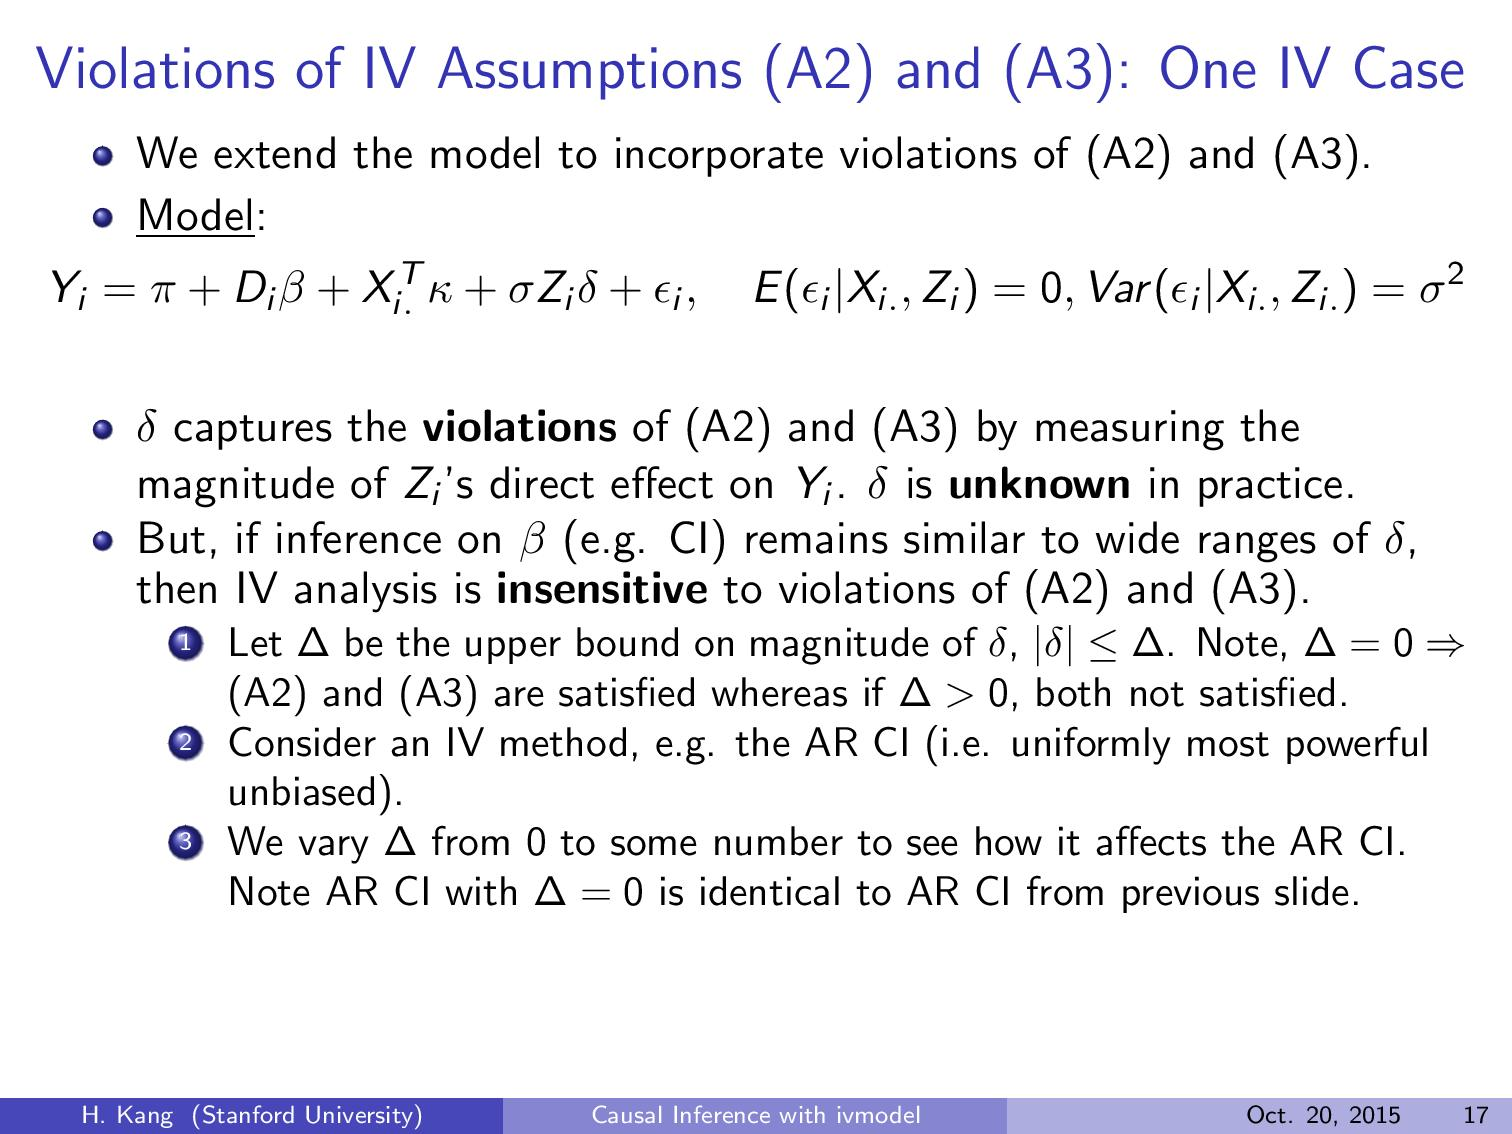 Violations of IV Assumptions (A2) and (A3): One IV Case
We extend the model to incorporate violations of (A2) and (A3).
Model:
Y_i = π + D_iβ + X_{i.}^T κ + σZ_iδ + ϵ_i,   E(ϵ_i|X_{i.}, Z_i) = 0, Var(ϵ_i|X_{i.}, Z_{i.}) = σ^2
δ captures the violations of (A2) and (A3) by measuring the
magnitude of Z_i's direct effect on Y_i. δ is unknown in practice.
But, if inference on β (e.g. CI) remains similar to wide ranges of δ,
then IV analysis is insensitive to violations of (A2) and (A3).
1 Let Δ be the upper bound on magnitude of δ, |δ| ≤ Δ. Note, Δ = 0 ⇒
(A2) and (A3) are satisfied whereas if Δ > 0, both not satisfied.
2 Consider an IV method, e.g. the AR CI (i.e. uniformly most powerful
unbiased).
3 We vary Δ from 0 to some number to see how it affects the AR CI.
Note AR CI with Δ = 0 is identical to AR CI from previous slide.
H. Kang (Stanford University) Causal Inference with ivmodel Oct. 20, 2015 17